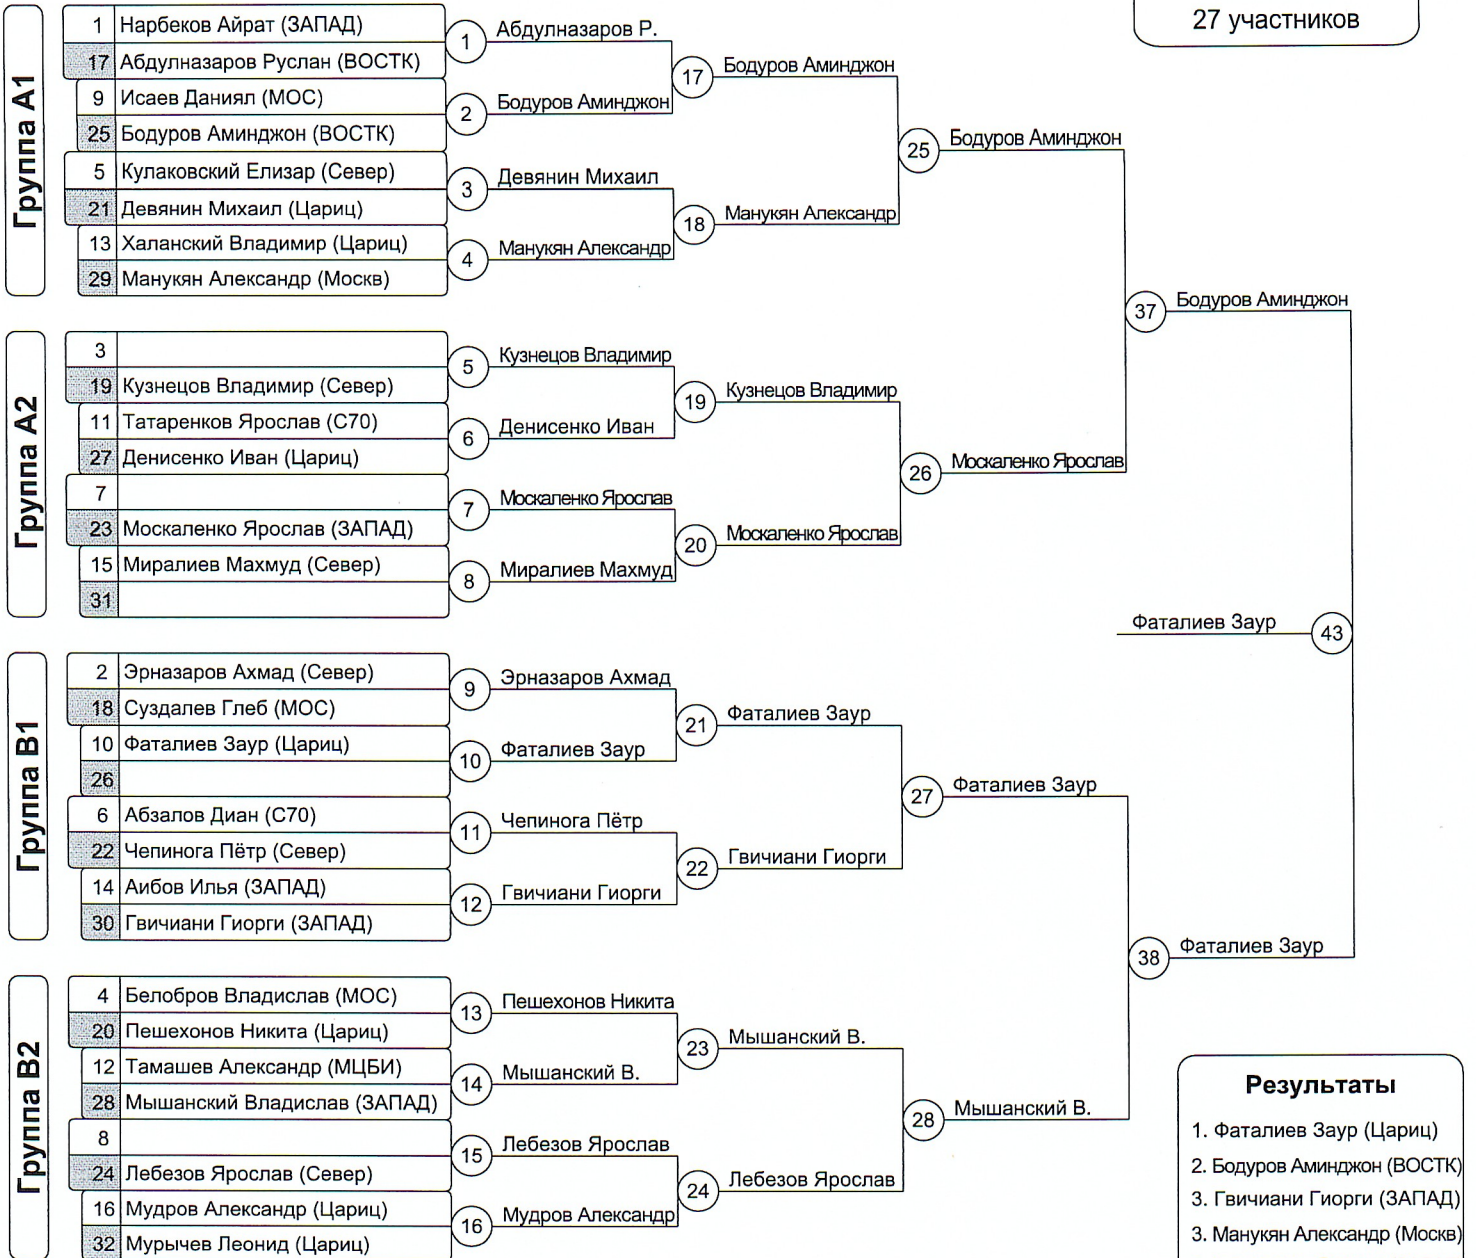 27 участников
Группа А1
1 Нарбеков Айрат (ЗАПАД)
17 Абдулназаров Руслан (ВОСТК)
9 Исаев Даниял (МОС)
25 Бодуров Аминджон (ВОСТК)
5 Кулаковский Елизар (Север)
21 Девянин Михаил (Цариц)
13 Халанский Владимир (Цариц)
29 Манукян Александр (Москв)
1 Абдулназаров Р.
2 Бодуров Аминджон
3 Девянин Михаил
4 Манукян Александр
17 Бодуров Аминджон
18 Манукян Александр
25 Бодуров Аминджон
Группа А2
3
19 Кузнецов Владимир (Север)
11 Татаренков Ярослав (С70)
27 Денисенко Иван (Цариц)
7
23 Москаленко Ярослав (ЗАПАД)
15 Миралиев Махмуд (Север)
31
5 Кузнецов Владимир
6 Денисенко Иван
7 Москаленко Ярослав
8 Миралиев Махмуд
19 Кузнецов Владимир
20 Москаленко Ярослав
26 Москаленко Ярослав
37 Бодуров Аминджон
Группа В1
2 Эрназаров Ахмад (Север)
18 Суздалев Глеб (МОС)
10 Фаталиев Заур (Цариц)
26
6 Абзалов Диан (С70)
22 Чепинога Пётр (Север)
14 Аибов Илья (ЗАПАД)
30 Гвичиани Гиорги (ЗАПАД)
9 Эрназаров Ахмад
10 Фаталиев Заур
11 Чепинога Пётр
12 Гвичиани Гиорги
21 Фаталиев Заур
22 Гвичиани Гиорги
27 Фаталиев Заур
Группа В2
4 Белобров Владислав (МОС)
20 Пешехонов Никита (Цариц)
12 Тамашев Александр (МЦБИ)
28 Мышанский Владислав (ЗАПАД)
8
24 Лебезов Ярослав (Север)
16 Мудров Александр (Цариц)
32 Мурычев Леонид (Цариц)
13 Пешехонов Никита
14 Мышанский В.
15 Лебезов Ярослав
16 Мудров Александр
23 Мышанский В.
24 Лебезов Ярослав
28 Мышанский В.
38 Фаталиев Заур
Фаталиев Заур 43
Результаты
1. Фаталиев Заур (Цариц)
2. Бодуров Аминджон (ВОСТК)
3. Гвичиани Гиорги (ЗАПАД)
3. Манукян Александр (Москв)